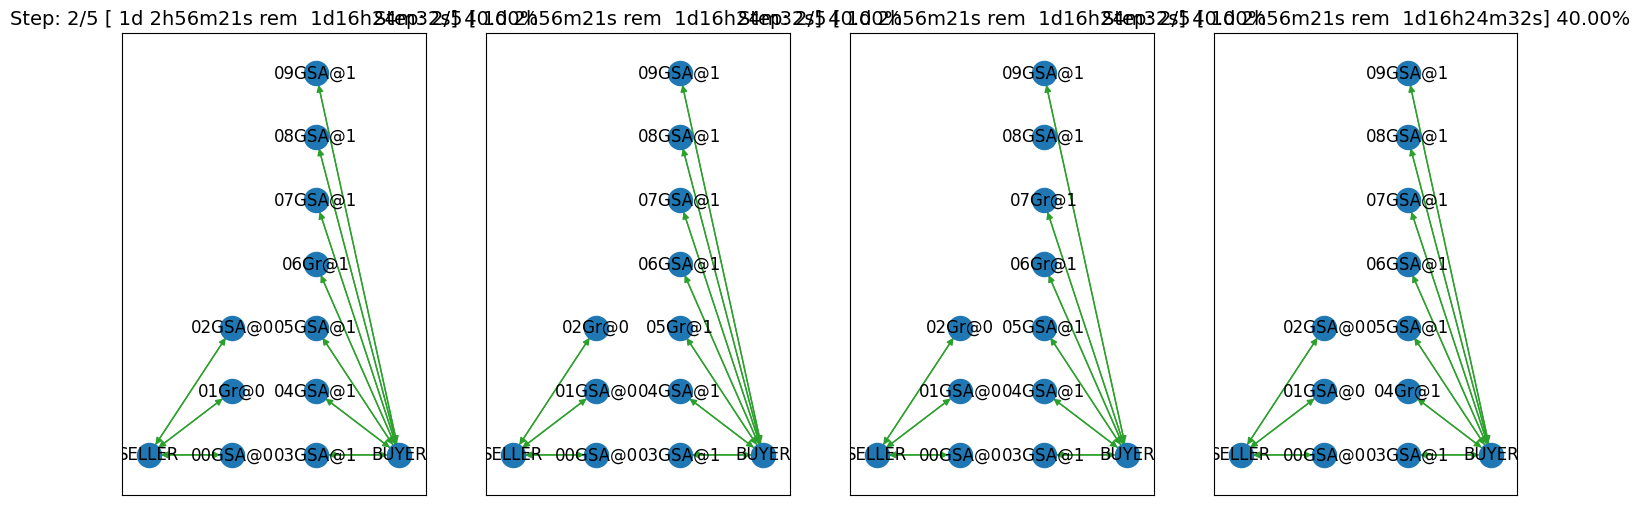 Step: 2/5 [ 1d 2h56m21s rem  1d16h24m32s] 40.00%
09GSA@1
08GSA@1
07GSA@1
06Gr@1
02GSA@0 05GSA@1
01Gr@0 04GSA@1
SELLER 00GSA@0 03GSA@1 BUYER
Step: 2/5 [ 1d 2h56m21s rem  1d16h24m32s] 40.00%
09GSA@1
08GSA@1
07GSA@1
06GSA@1
02Gr@0 05Gr@1
01GSA@0 04GSA@1
SELLER 00GSA@0 03GSA@1 BUYER
Step: 2/5 [ 1d 2h56m21s rem  1d16h24m32s] 40.00%
09GSA@1
08GSA@1
07Gr@1
06Gr@1
02Gr@0 05GSA@1
01GSA@0 04GSA@1
SELLER 00GSA@0 03GSA@1 BUYER
Step: 2/5 [ 1d 2h56m21s rem  1d16h24m32s] 40.00%
09GSA@1
08GSA@1
07GSA@1
06GSA@1
02GSA@0 05GSA@1
01GSA@0 04Gr@1
SELLER 00GSA@0 03GSA@1 BUYER